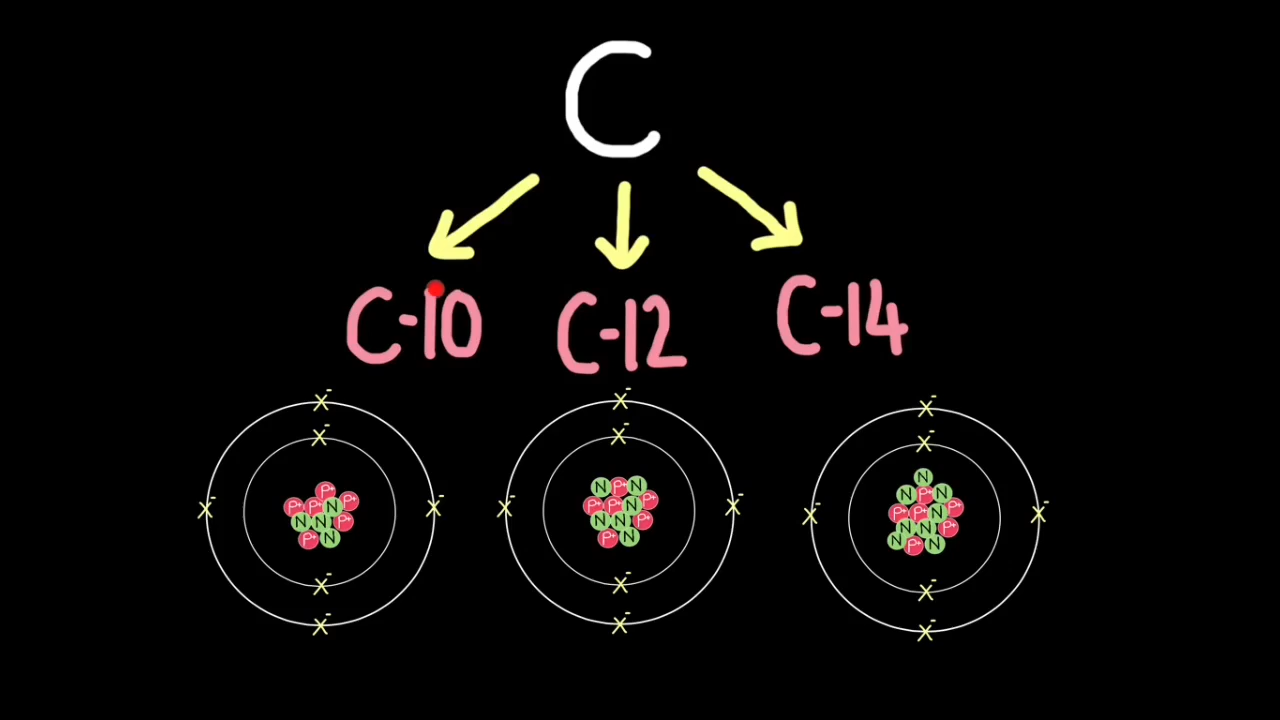 C
C-10 C-12 C-14
X⁻ X⁻ X⁻
X⁻ X⁻ X⁻
N
N P⁺ N N P⁺ N
P⁺ P⁺ P⁺ N P⁺ P⁺ N P⁺ P⁺ P⁺ N P⁺
X⁻ X⁻ X⁻ X⁻ X⁻ X⁻
N N P⁺ N N P⁺ N N P⁺
P⁺ N P⁺ N N P⁺ N
X⁻ X⁻ X⁻
X⁻ X⁻ X⁻